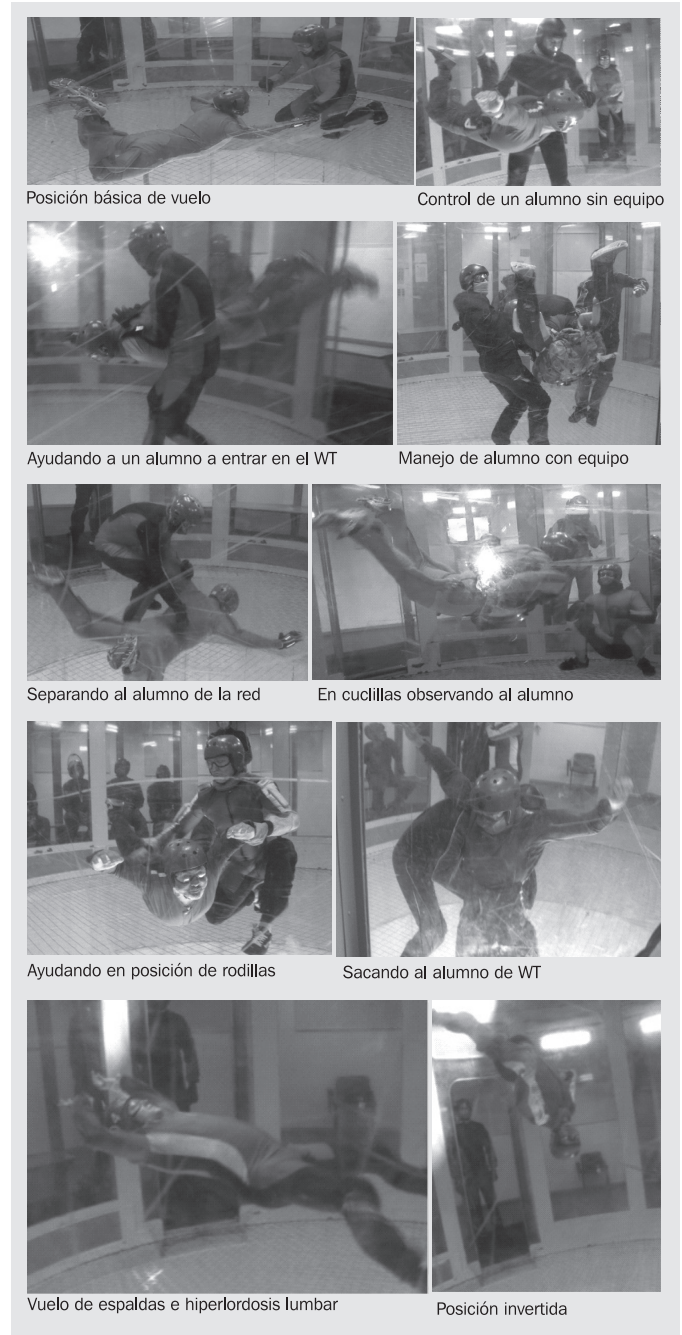 Posición básica de vuelo
Control de un alumno sin equipo
Ayudando a un alumno a entrar en el WT
Manejo de alumno con equipo
Separando al alumno de la red
En cuclillas observando al alumno
Ayudando en posición de rodillas
Sacando al alumno de WT
Vuelo de espaldas e hiperlordosis lumbar
Posición invertida